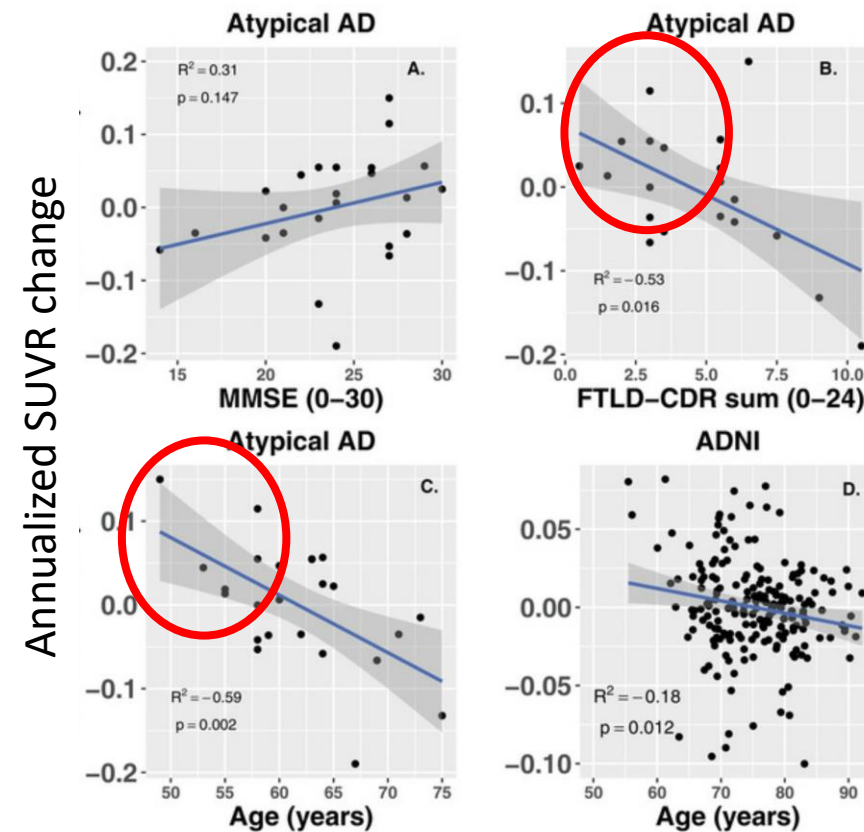 Annualized SUVR change
Atypical AD
A.
R² = 0.31
p = 0.147
0.2
0.1
0.0
−0.1
−0.2
15 20 25 30
MMSE (0−30)
Atypical AD
B.
0.1
0.0
−0.1
−0.2
R² = −0.53
p = 0.016
0.0 2.5 5.0 7.5 10.0
FTLD−CDR sum (0−24)
Atypical AD
C.
0.1
0.0
−0.1
−0.2
R² = −0.59
p = 0.002
50 55 60 65 70 75
Age (years)
ADNI
D.
0.05
0.00
−0.05
−0.10
R² = −0.18
p = 0.012
50 60 70 80 90
Age (years)